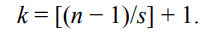 k = [(n − 1)/s] + 1.